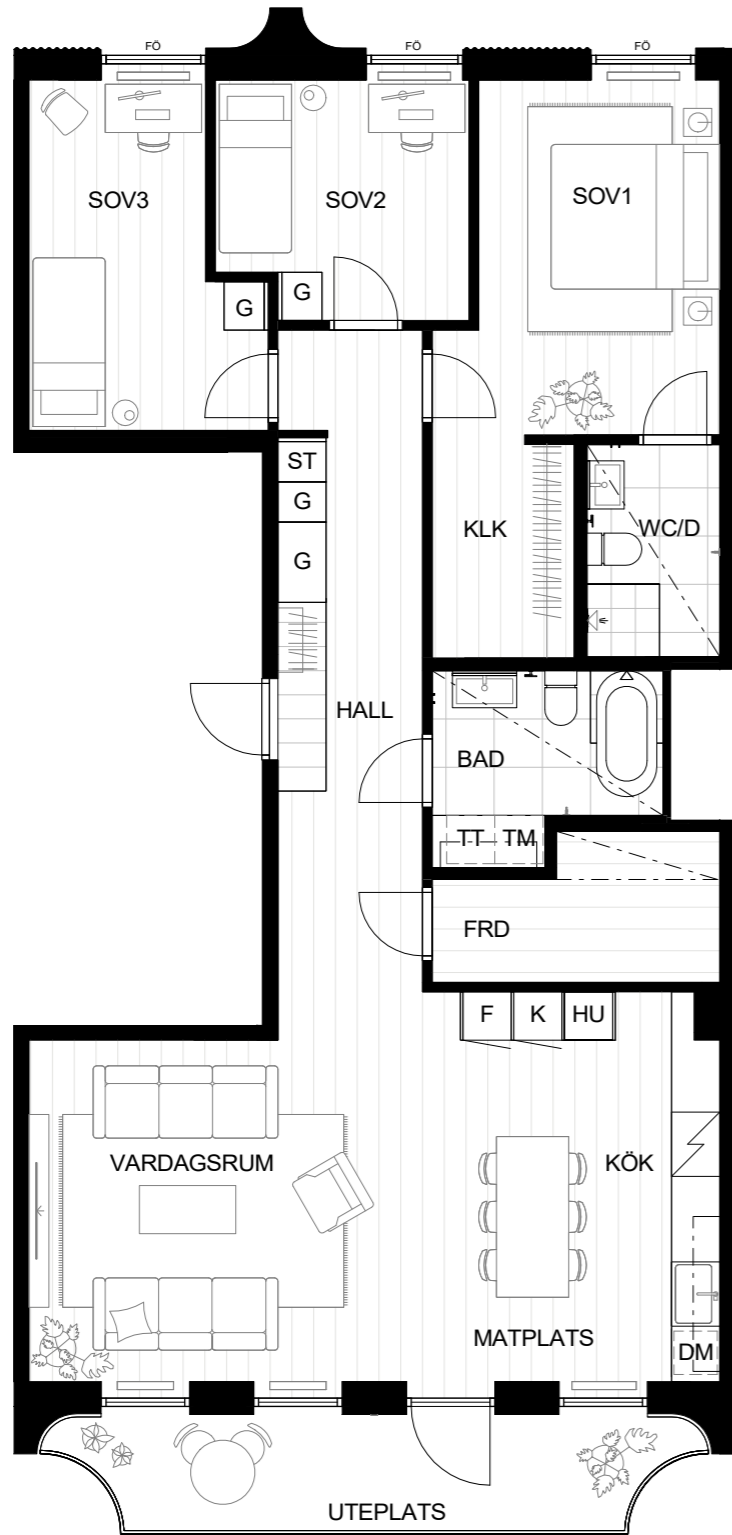 FÖ FÖ FÖ
SOV3 SOV2 SOV1
G G
ST
G
KLK WC/D
G
HALL
BAD
TT TM
FRD
F K HU
VARDAGSRUM KÖK
MATPLATS
DM
UTEPLATS